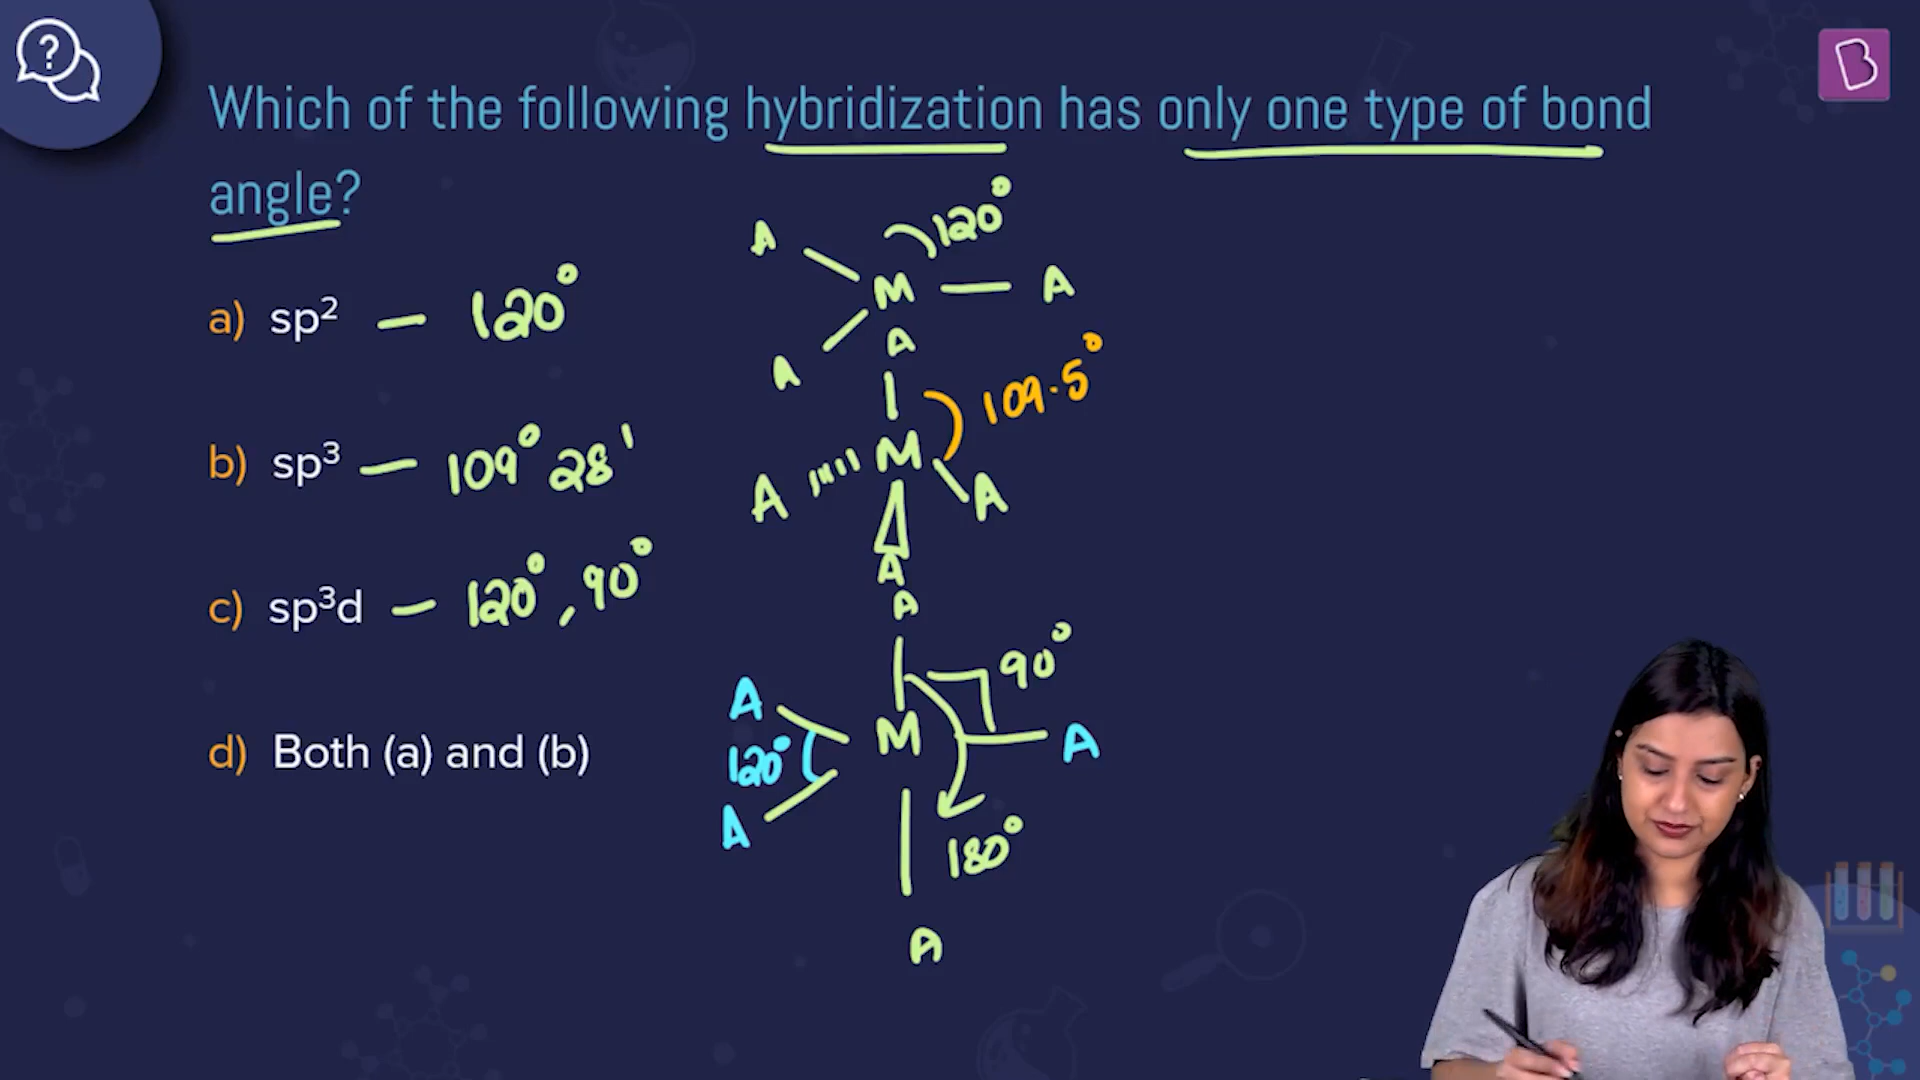 Which of the following hybridization has only one type of bond
angle?
a) sp² — 120°
b) sp³ — 109° 28'
c) sp³d — 120°, 90°
d) Both (a) and (b)
120°
A
M — A
A
A
109.5°
M
A
A
A
A
90°
A
M
A
120°
A
180°
A
?
B